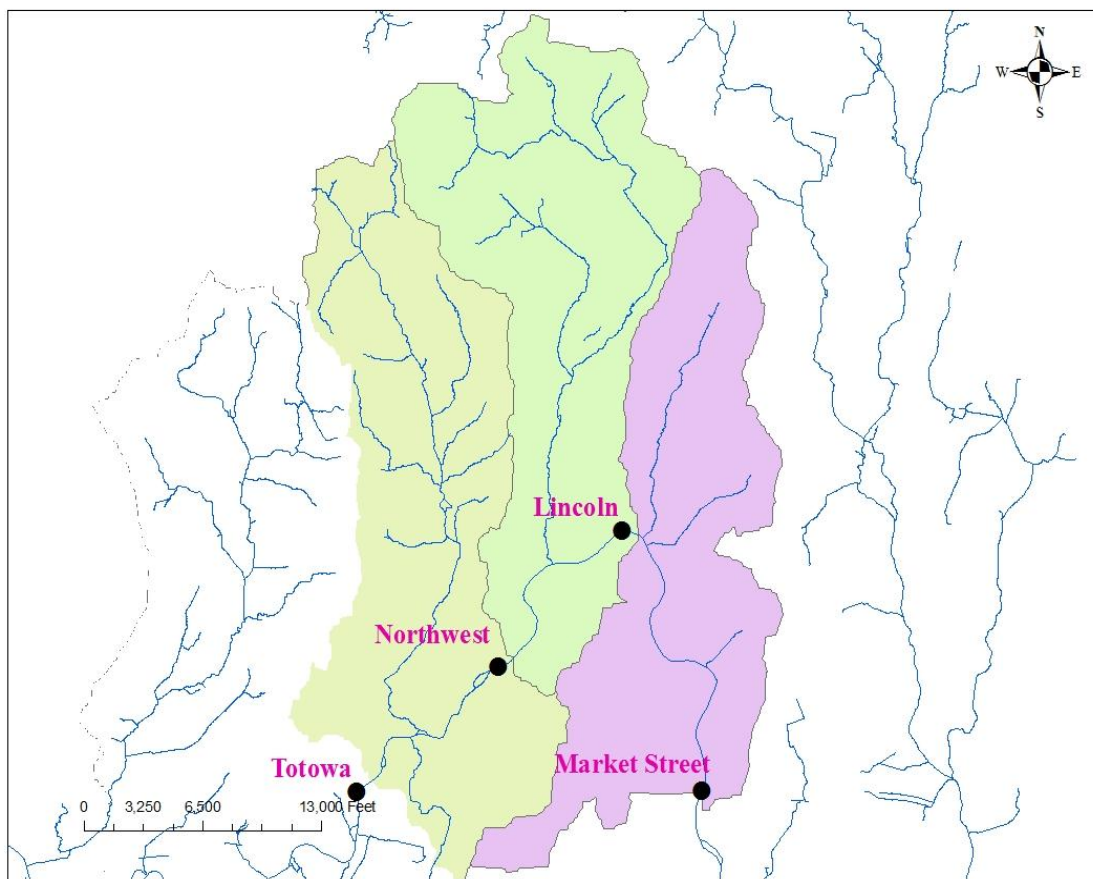 N
W E
S
Lincoln
Northwest
Totowa
Market Street
0 3,250 6,500 13,000 Feet